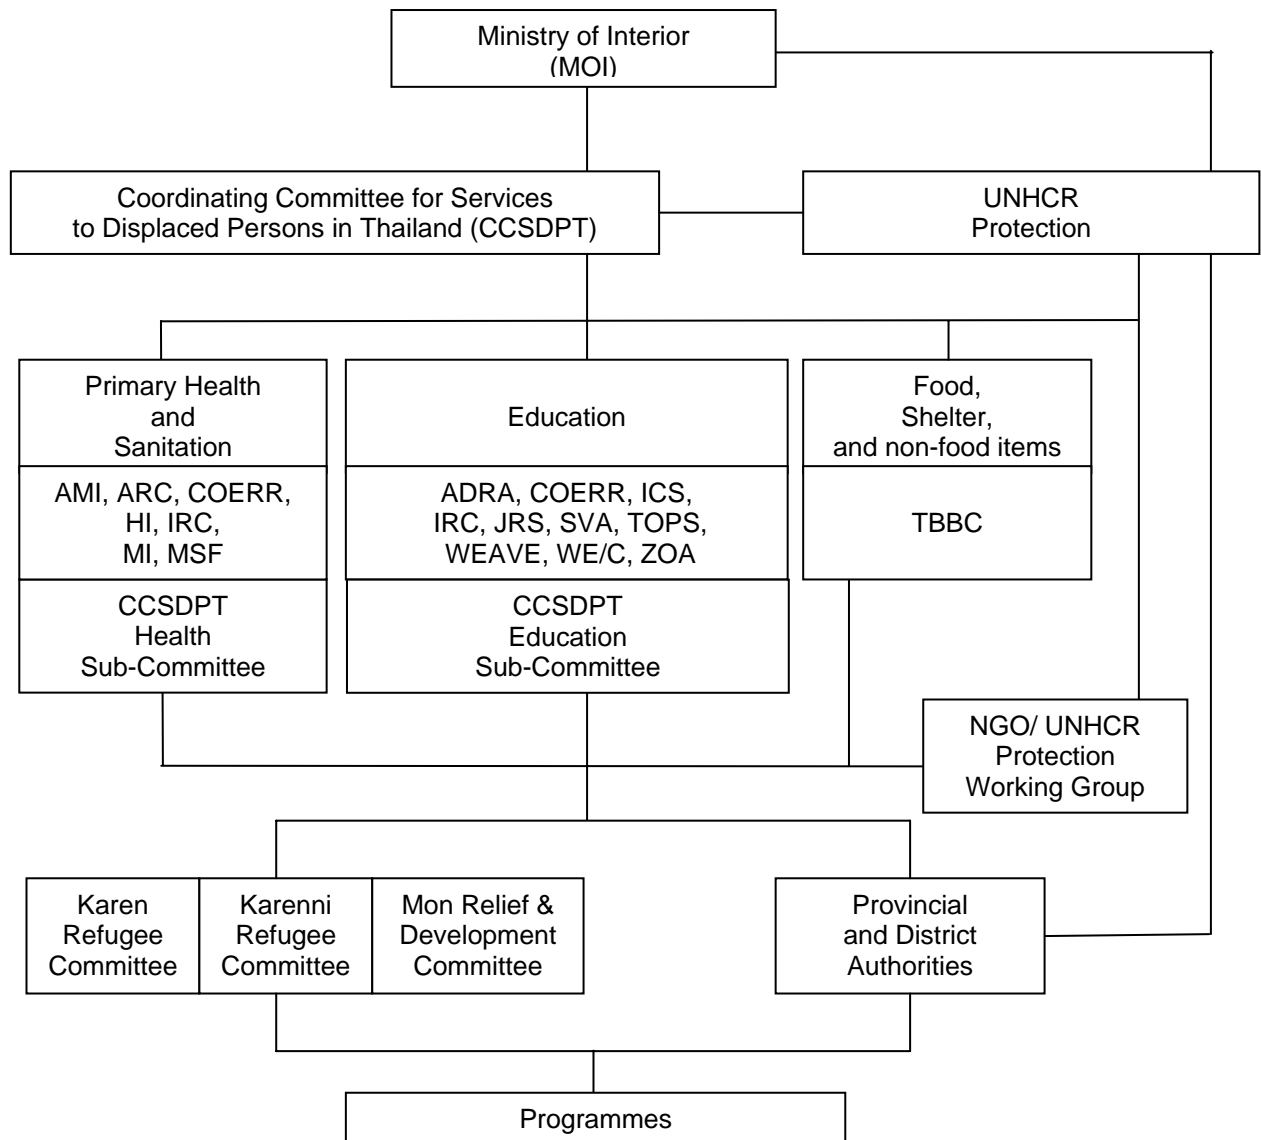 Ministry of Interior
(MOI)
Coordinating Committee for Services
to Displaced Persons in Thailand (CCSDPT)
UNHCR
Protection
Primary Health
and
Sanitation
Education
Food,
Shelter,
and non-food items
AMI, ARC, COERR,
HI, IRC,
MI, MSF
ADRA, COERR, ICS,
IRC, JRS, SVA, TOPS,
WEAVE, WE/C, ZOA
TBBC
CCSDPT
Health
Sub-Committee
CCSDPT
Education
Sub-Committee
NGO/ UNHCR
Protection
Working Group
Karen
Refugee
Committee
Karenni
Refugee
Committee
Mon Relief &
Development
Committee
Provincial
and District
Authorities
Programmes